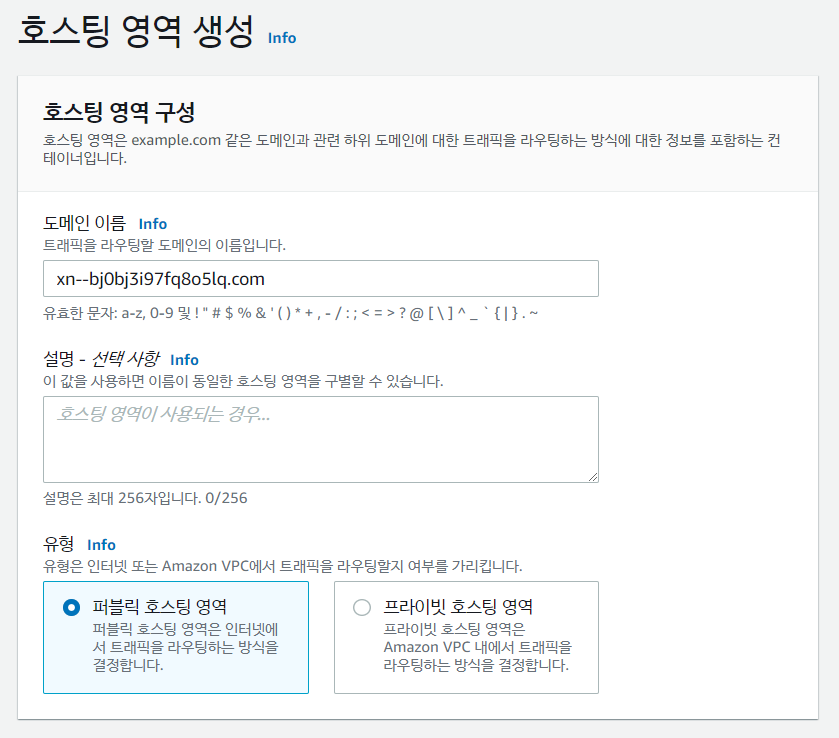 호스팅 영역 생성 Info
호스팅 영역 구성
호스팅 영역은 example.com 같은 도메인과 관련 하위 도메인에 대한 트래픽을 라우팅하는 방식에 대한 정보를 포함하는 컨
테이너입니다.
도메인 이름 Info
트래픽을 라우팅할 도메인의 이름입니다.
xn--bj0bj3i97fq8o5lq.com
유효한 문자: a-z, 0-9 및 ! " # $ % & ' ( ) * + , - / : ; < = > ? @ [ \ ] ^ _ ` { | } . ~
설명 - 선택 사항 Info
이 값을 사용하면 이름이 동일한 호스팅 영역을 구별할 수 있습니다.
호스팅 영역이 사용되는 경우...
설명은 최대 256자입니다. 0/256
유형 Info
유형은 인터넷 또는 Amazon VPC에서 트래픽을 라우팅할지 여부를 가리킵니다.
퍼블릭 호스팅 영역
퍼블릭 호스팅 영역은 인터넷에
서 트래픽을 라우팅하는 방식을
결정합니다.
프라이빗 호스팅 영역
프라이빗 호스팅 영역은
Amazon VPC 내에서 트래픽을
라우팅하는 방식을 결정합니다.